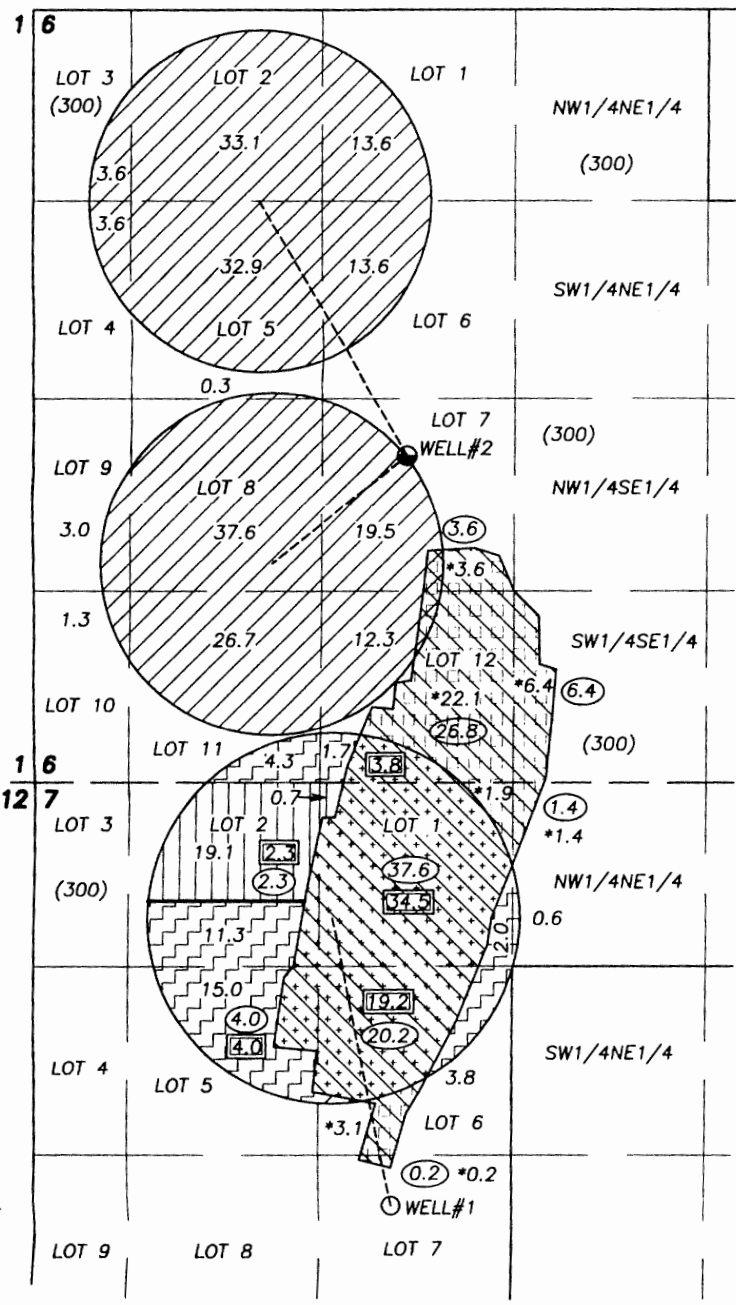 1 6
LOT 3
(300)
LOT 2
LOT 1
NW1/4NE1/4
(300)
33.1
13.6
3.6
3.6
32.9
13.6
SW1/4NE1/4
LOT 4
LOT 5
LOT 6
0.3
LOT 7
WELL#2
(300)
LOT 9
LOT 8
NW1/4SE1/4
3.0
37.6
19.5
3.6
*3.6
1.3
26.7
12.3
SW1/4SE1/4
LOT 12
*6.4
6.4
*22.1
26.8
LOT 10
LOT 11
(300)
4.3
1.7
3.8
1 6
12 7
0.7
*1.9
1.4
*1.4
LOT 3
LOT 2
LOT 1
19.1
2.3
2.3
37.6
34.5
(300)
NW1/4NE1/4
11.3
2.0
0.6
15.0
19.2
4.0
4.0
20.2
SW1/4NE1/4
LOT 4
LOT 5
3.8
*3.1
LOT 6
0.2
*0.2
WELL#1
LOT 9
LOT 8
LOT 7